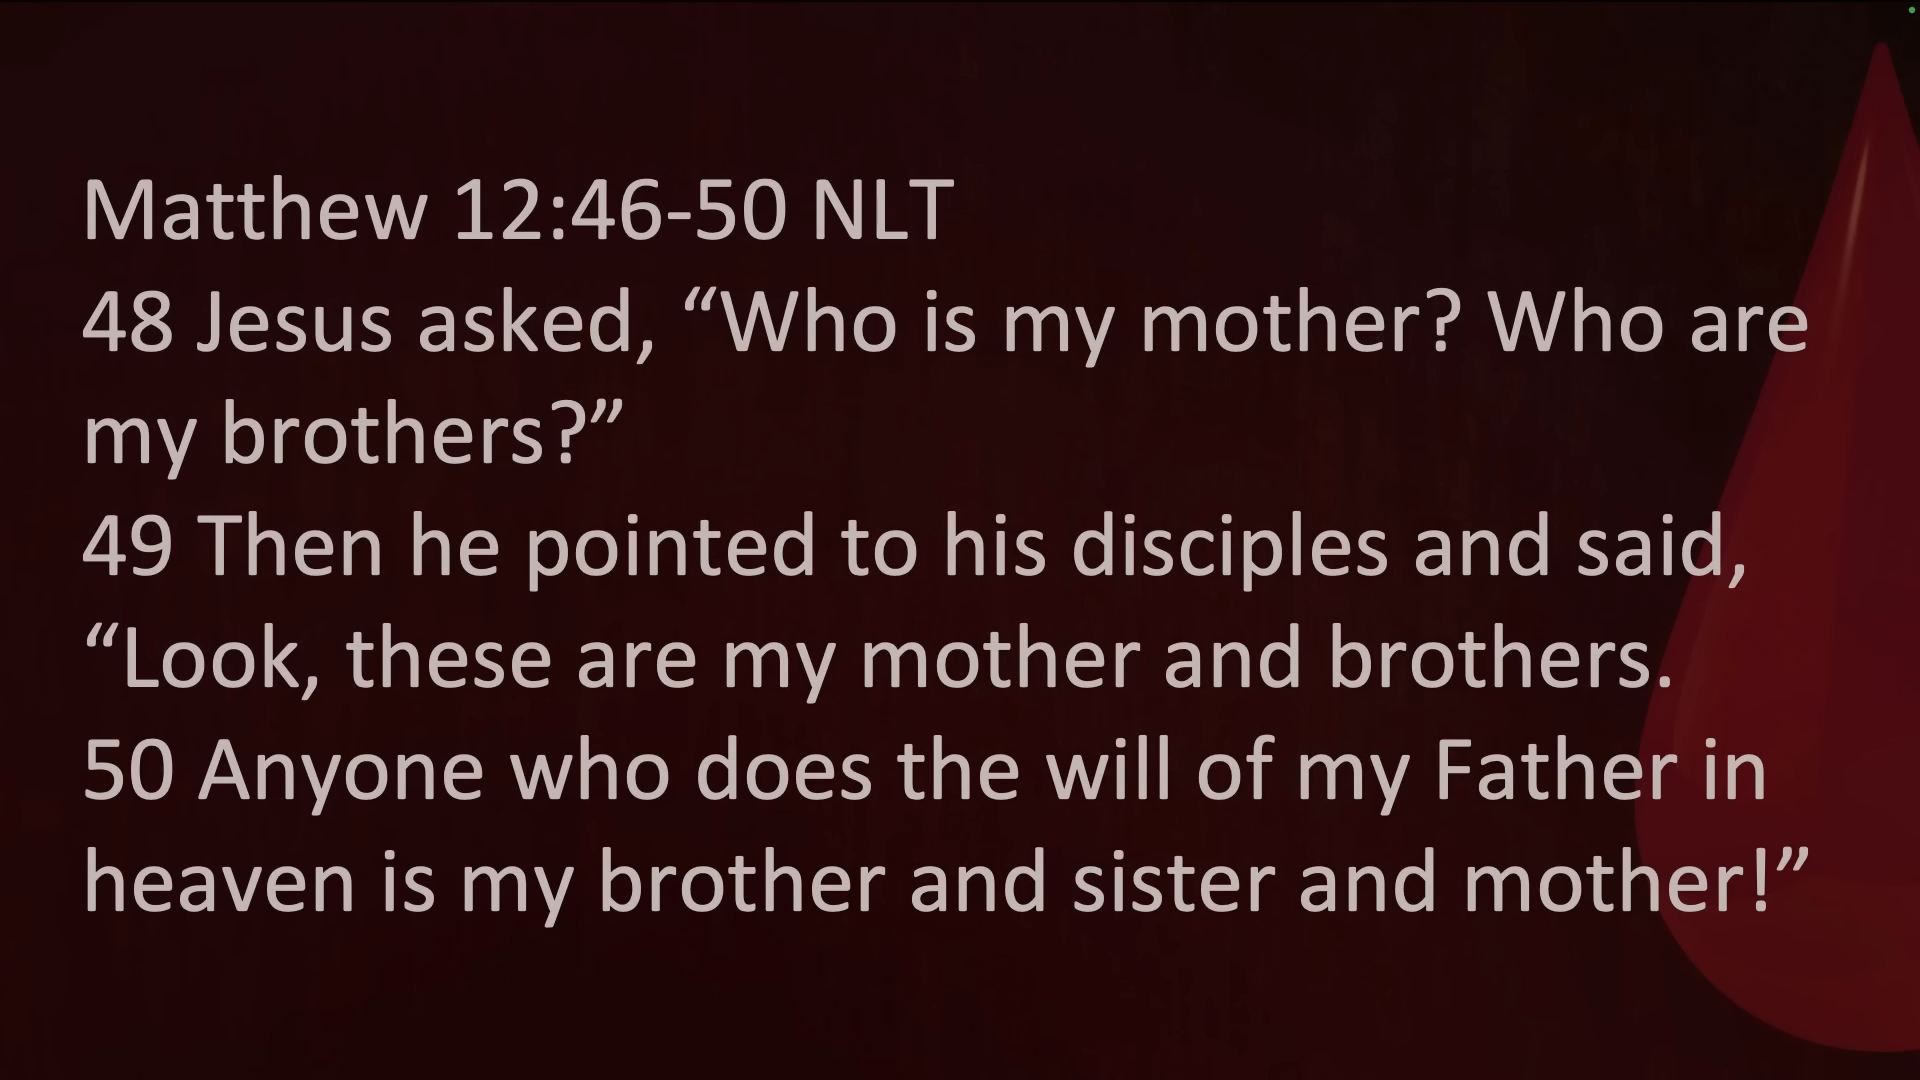 Matthew 12:46-50 NLT
48 Jesus asked, “Who is my mother? Who are
my brothers?”
49 Then he pointed to his disciples and said,
“Look, these are my mother and brothers.
50 Anyone who does the will of my Father in
heaven is my brother and sister and mother!”